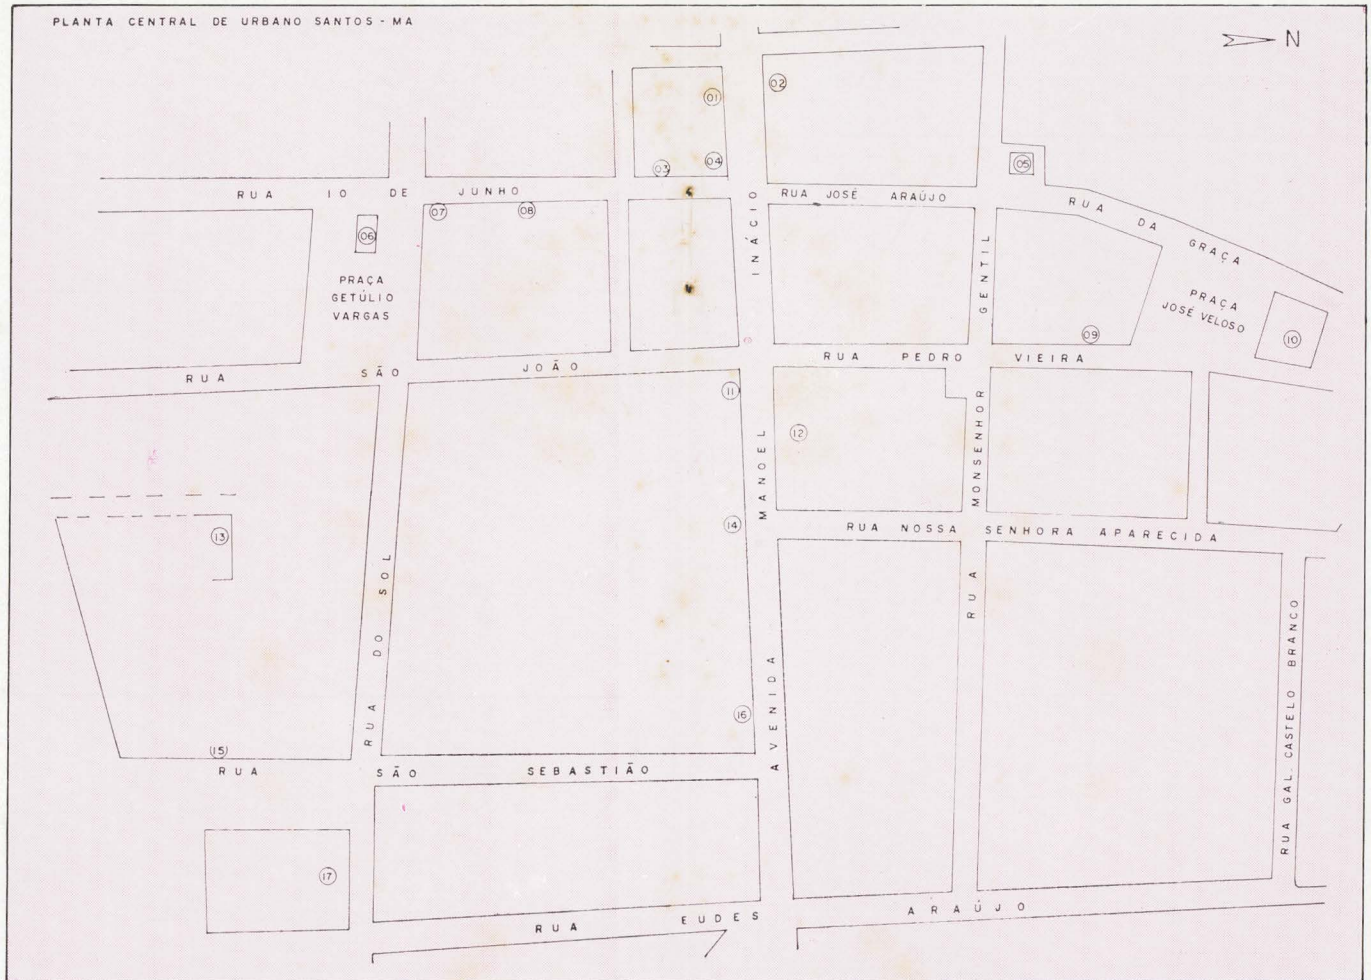 PLANTA CENTRAL DE URBANO SANTOS - MA
N
02
01
04
03
05
RUA 10 DE JUNHO
RUA JOSÉ ARAÚJO
RUA DA GRAÇA
07
08
06
PRAÇA
GETÚLIO
VARGAS
PRAÇA
JOSÉ VELOSO
09
10
RUA SÃO JOÃO
RUA PEDRO VIEIRA
11
12
RUA MONSENHOR GENTIL
AVENIDA MANOEL INÁCIO
13
14
RUA NOSSA SENHORA APARECIDA
RUA DO SOL
RUA GAL. CASTELO BRANCO
16
15
RUA SÃO SEBASTIÃO
17
RUA EUDES ARAÚJO